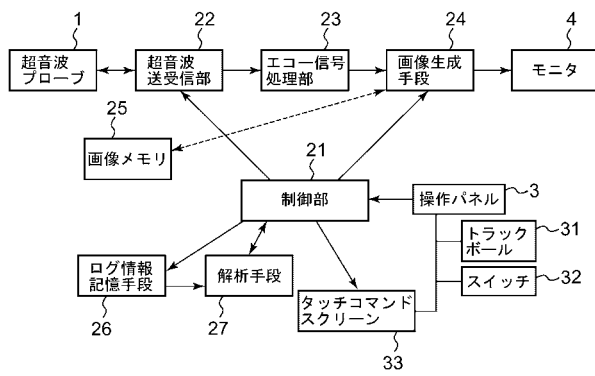 1
22
23
24
4
超音波
プローブ
超音波
送受信部
エコー信号
処理部
画像生成
手段
モニタ
25
画像メモリ
21
制御部
操作パネル
3
トラック
ボール
31
スイッチ
32
ログ情報
記憶手段
26
解析手段
27
タッチコマンド
スクリーン
33